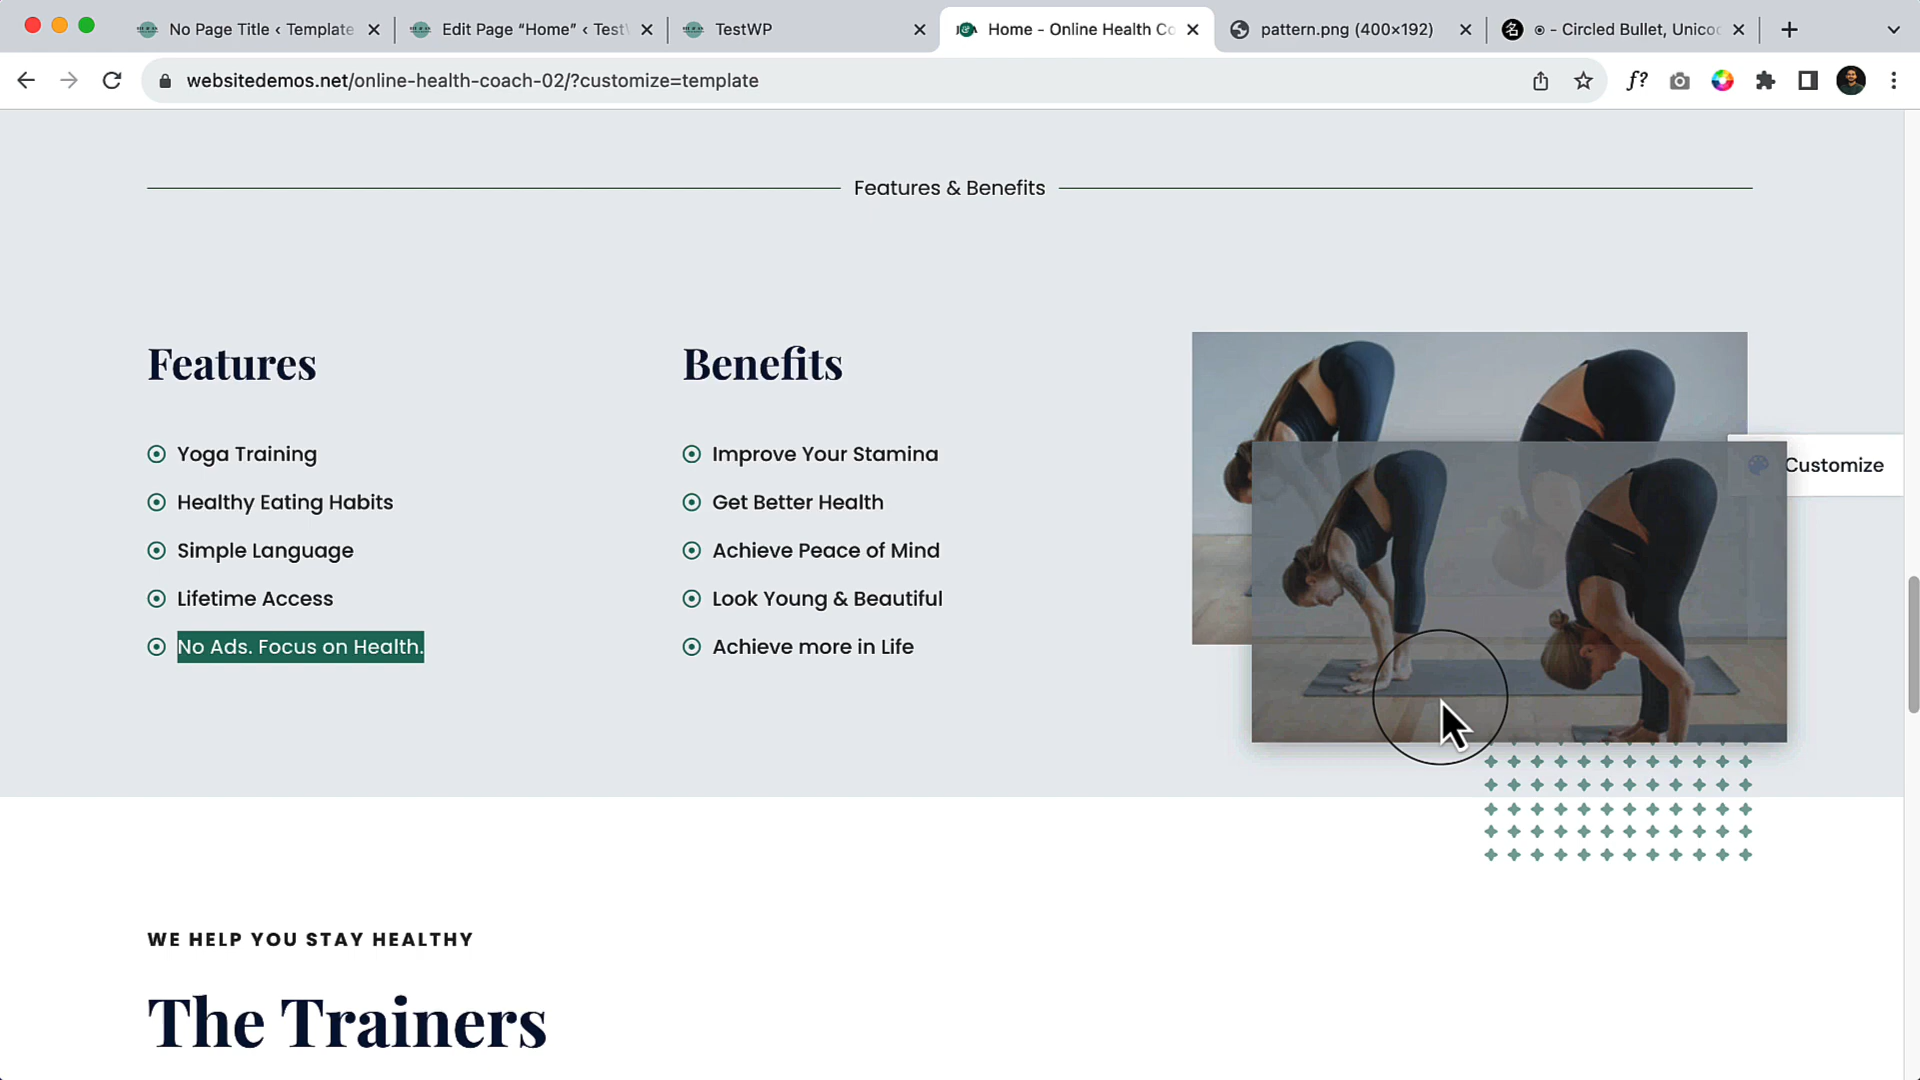 No Page Title ‹ Template
Edit Page “Home” ‹ Test
TestWP
Home - Online Health Co
pattern.png (400×192)
名
◉ - Circled Bullet, Unicod
websitedemos.net/online-health-coach-02/?customize=template
f?
Features & Benefits
Features
Benefits
Yoga Training
Healthy Eating Habits
Simple Language
Lifetime Access
No Ads. Focus on Health.
Improve Your Stamina
Get Better Health
Achieve Peace of Mind
Look Young & Beautiful
Achieve more in Life
Customize
WE HELP YOU STAY HEALTHY
The Trainers